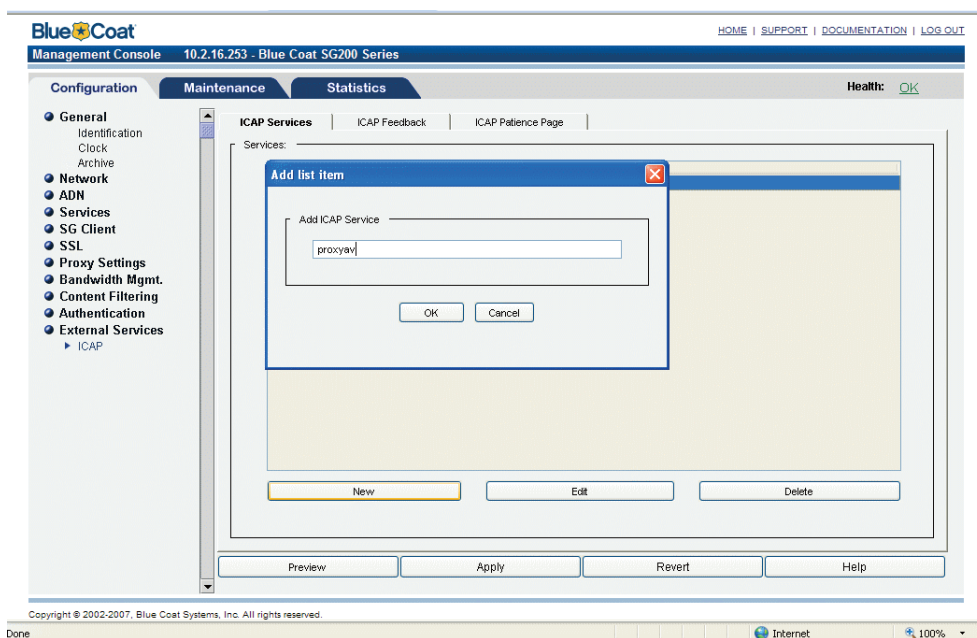 Blue Coat
HOME | SUPPORT | DOCUMENTATION | LOG OUT
Management Console 10.2.16.253 - Blue Coat SG200 Series
Configuration Maintenance Statistics Health: OK
General
Identification
Clock
Archive
Network
ADN
Services
SG Client
SSL
Proxy Settings
Bandwidth Mgmt.
Content Filtering
Authentication
External Services
ICAP
ICAP Services | ICAP Feedback | ICAP Patience Page |
Services:
Add list item
Add ICAP Service
proxyav
OK Cancel
New Edit Delete
Preview Apply Revert Help
Copyright © 2002-2007, Blue Coat Systems, Inc. All rights reserved.
Done Internet 100%